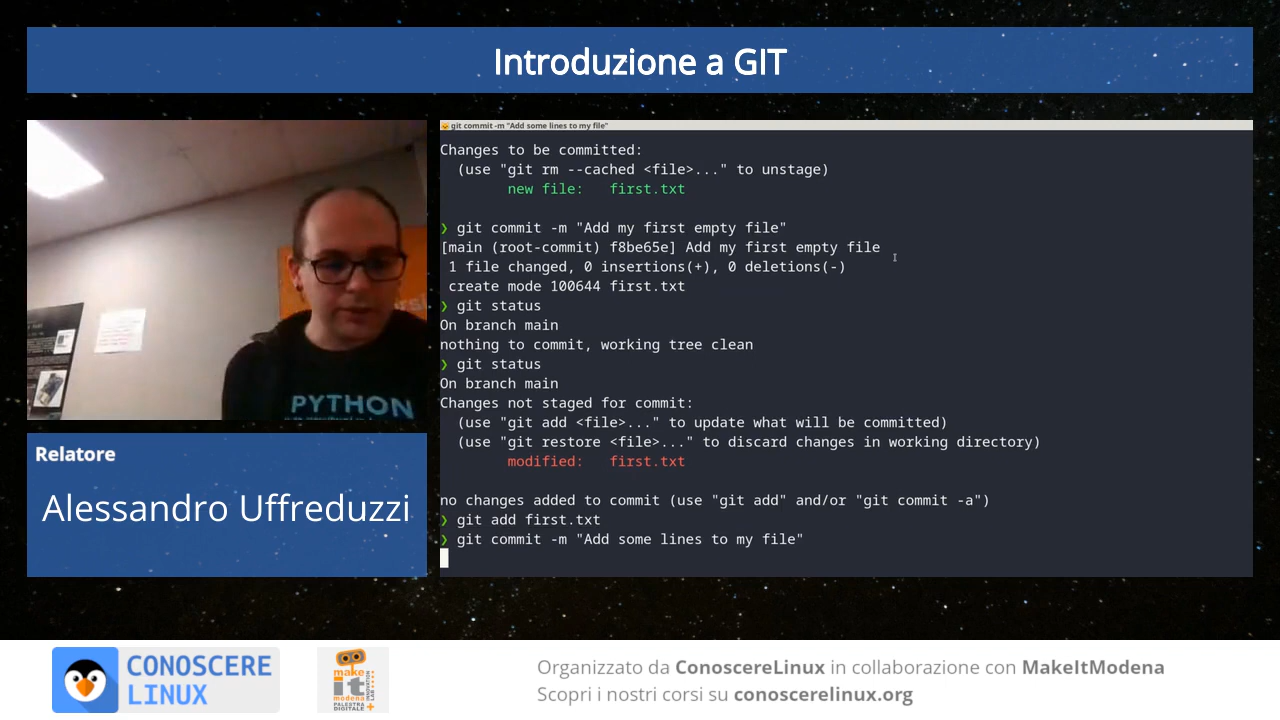 Introduzione a GIT
git commit -m "Add some lines to my file"
Changes to be committed:
  (use "git rm --cached <file>..." to unstage)
        new file:   first.txt
❯ git commit -m "Add my first empty file"
[main (root-commit) f8be65e] Add my first empty file
 1 file changed, 0 insertions(+), 0 deletions(-)
 create mode 100644 first.txt
❯ git status
On branch main
nothing to commit, working tree clean
❯ git status
On branch main
Changes not staged for commit:
  (use "git add <file>..." to update what will be committed)
  (use "git restore <file>..." to discard changes in working directory)
        modified:   first.txt
no changes added to commit (use "git add" and/or "git commit -a")
❯ git add first.txt
❯ git commit -m "Add some lines to my file"
PYTHON
Relatore
Alessandro Uffreduzzi
CONOSCERE
LINUX
make
it
modena
PALESTRA
DIGITALE
INNOVATION
LAB
Organizzato da ConoscereLinux in collaborazione con MakeItModena
Scopri i nostri corsi su conoscerelinux.org